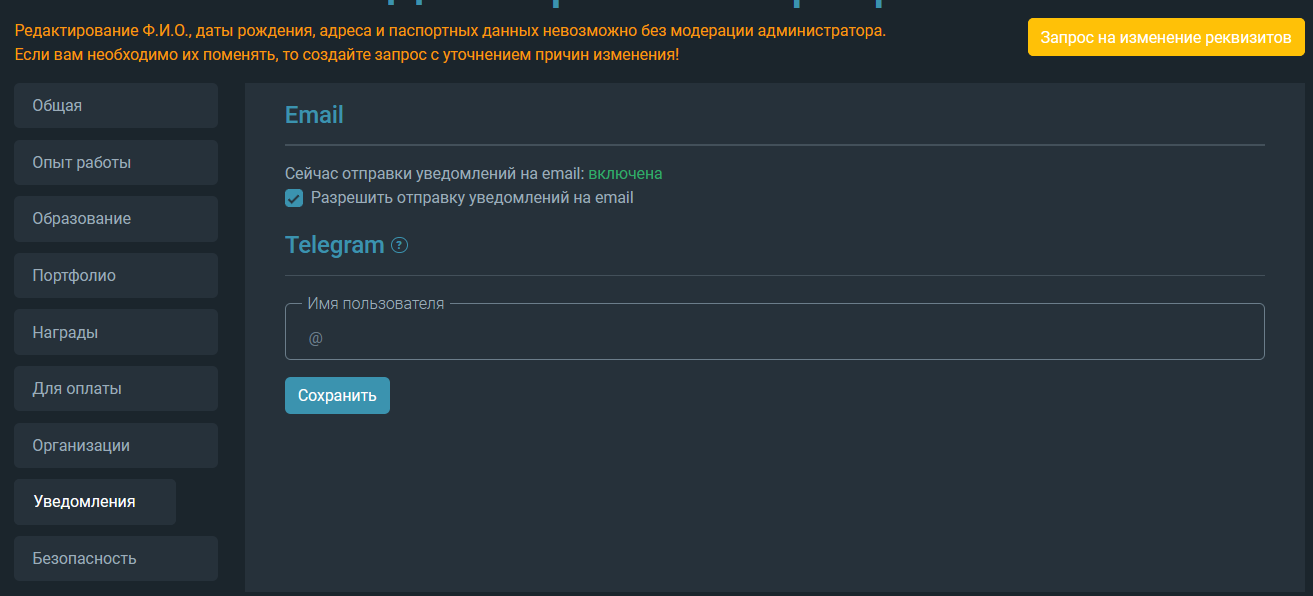 Редактирование Ф.И.О., даты рождения, адреса и паспортных данных невозможно без модерации администратора.
Если вам необходимо их поменять, то создайте запрос с уточнением причин изменения!
Запрос на изменение реквизитов
Общая
Опыт работы
Образование
Портфолио
Награды
Для оплаты
Организации
Уведомления
Безопасность
Email
Сейчас отправки уведомлений на email: включена
Разрешить отправку уведомлений на email
Telegram ?
Имя пользователя
@
Сохранить